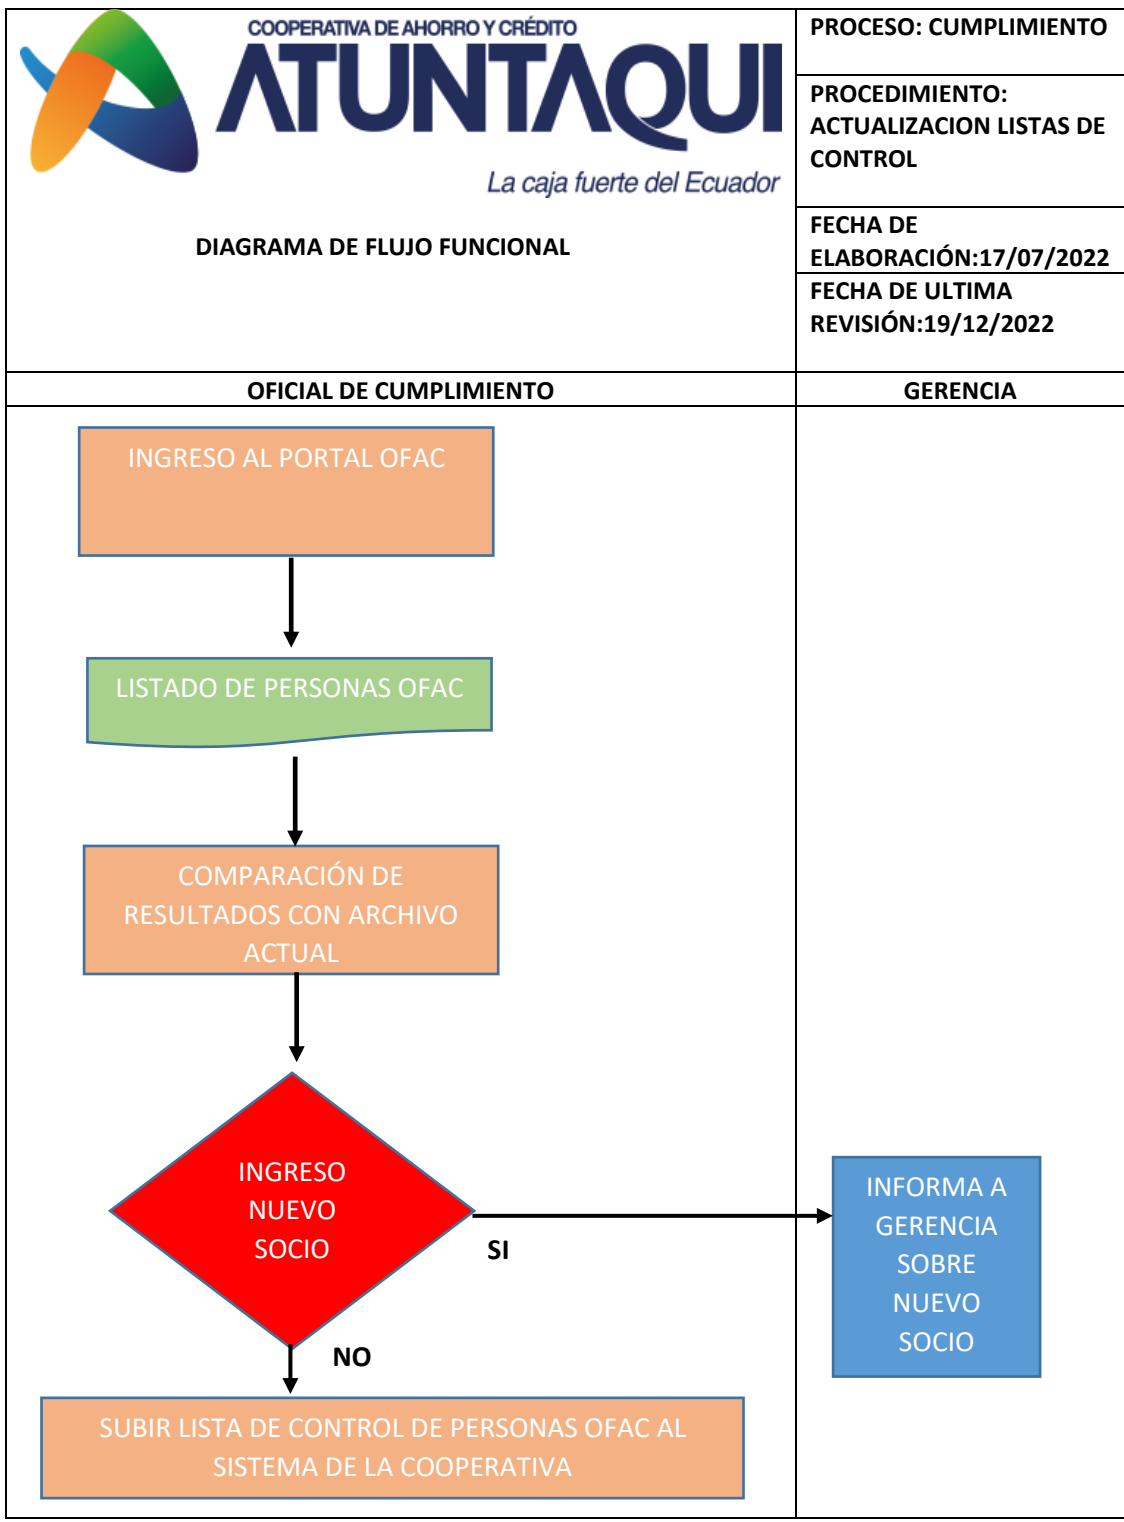 COOPERATIVA DE AHORRO Y CRÉDITO
ATUNTAQUI
La caja fuerte del Ecuador
DIAGRAMA DE FLUJO FUNCIONAL
PROCESO: CUMPLIMIENTO
PROCEDIMIENTO:
ACTUALIZACION LISTAS DE
CONTROL
FECHA DE
ELABORACIÓN:17/07/2022
FECHA DE ULTIMA
REVISIÓN:19/12/2022
OFICIAL DE CUMPLIMIENTO
GERENCIA
INGRESO AL PORTAL OFAC
LISTADO DE PERSONAS OFAC
COMPARACIÓN DE
RESULTADOS CON ARCHIVO
ACTUAL
INGRESO
NUEVO
SOCIO
SI
NO
INFORMA A
GERENCIA
SOBRE
NUEVO
SOCIO
SUBIR LISTA DE CONTROL DE PERSONAS OFAC AL
SISTEMA DE LA COOPERATIVA